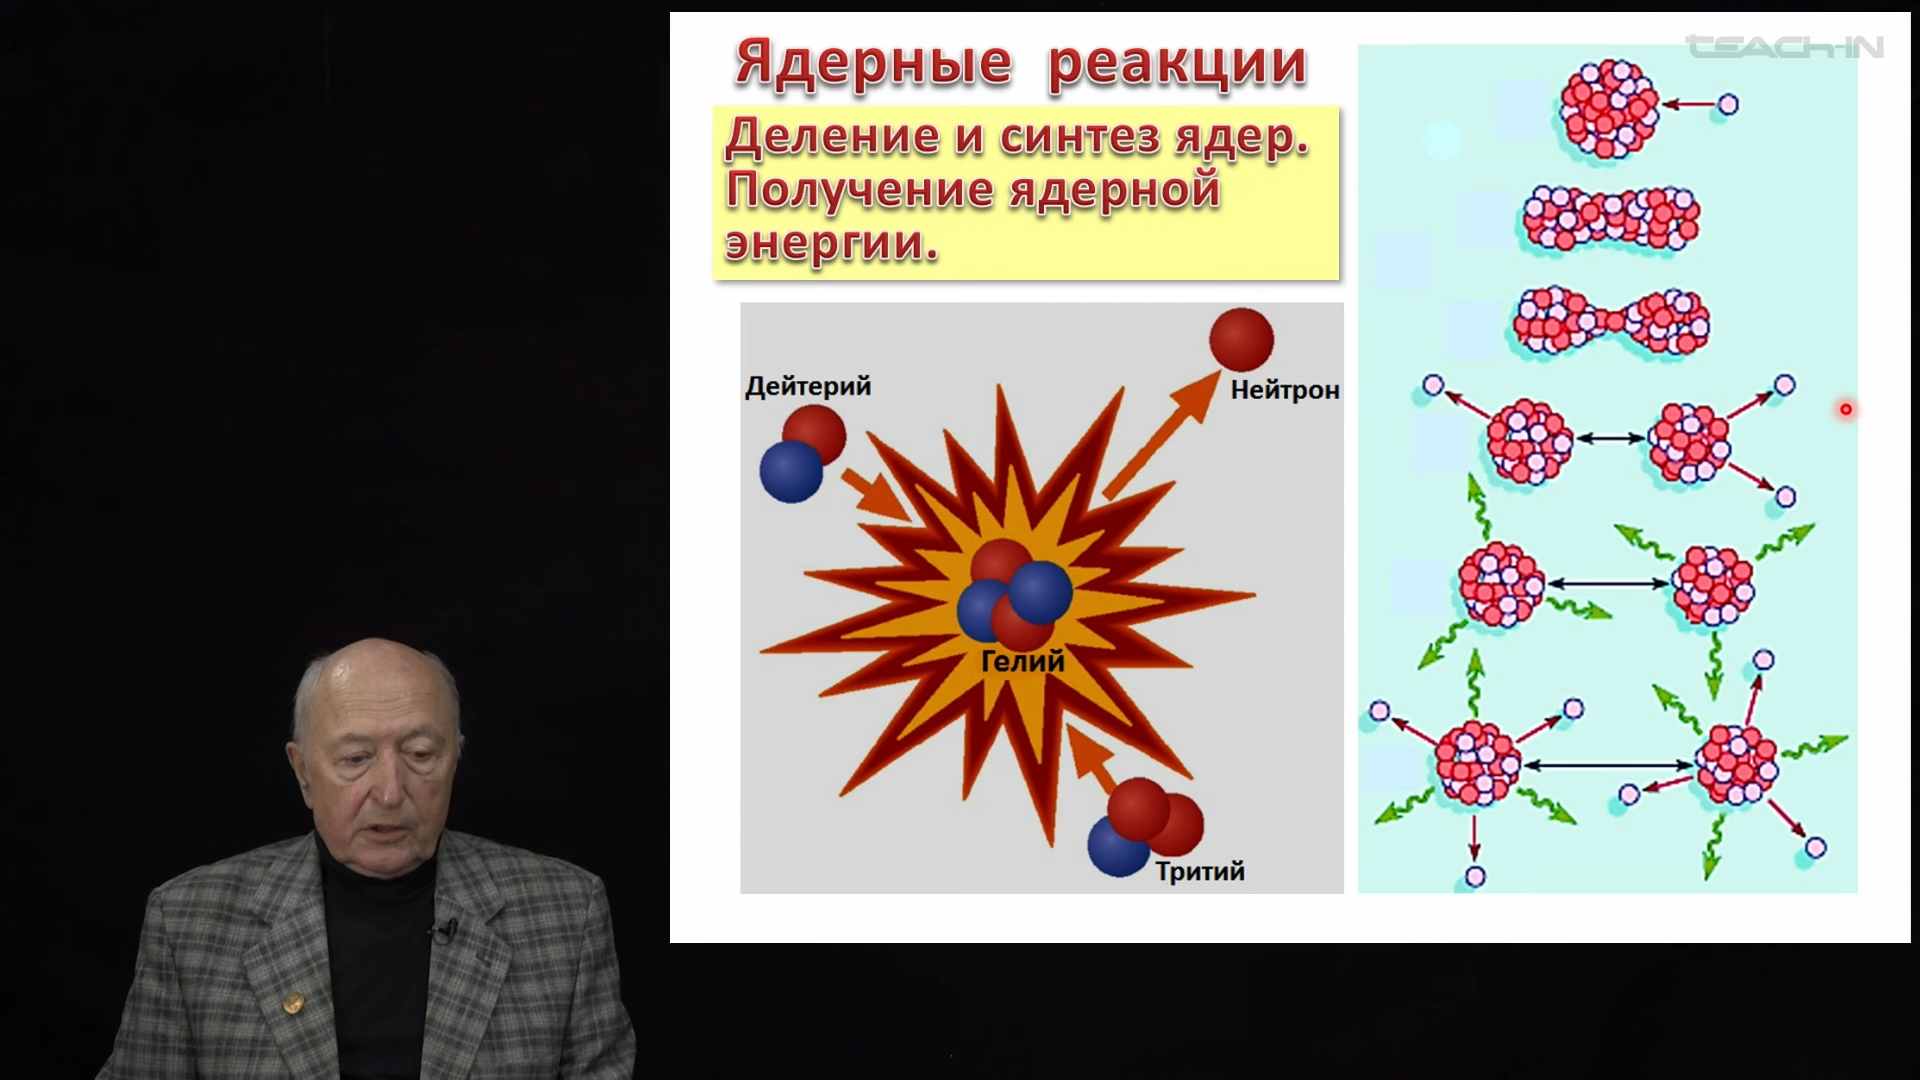 Ядерные реакции
teach-in
Деление и синтез ядер.
Получение ядерной
энергии.
Дейтерий
Нейтрон
Гелий
Тритий